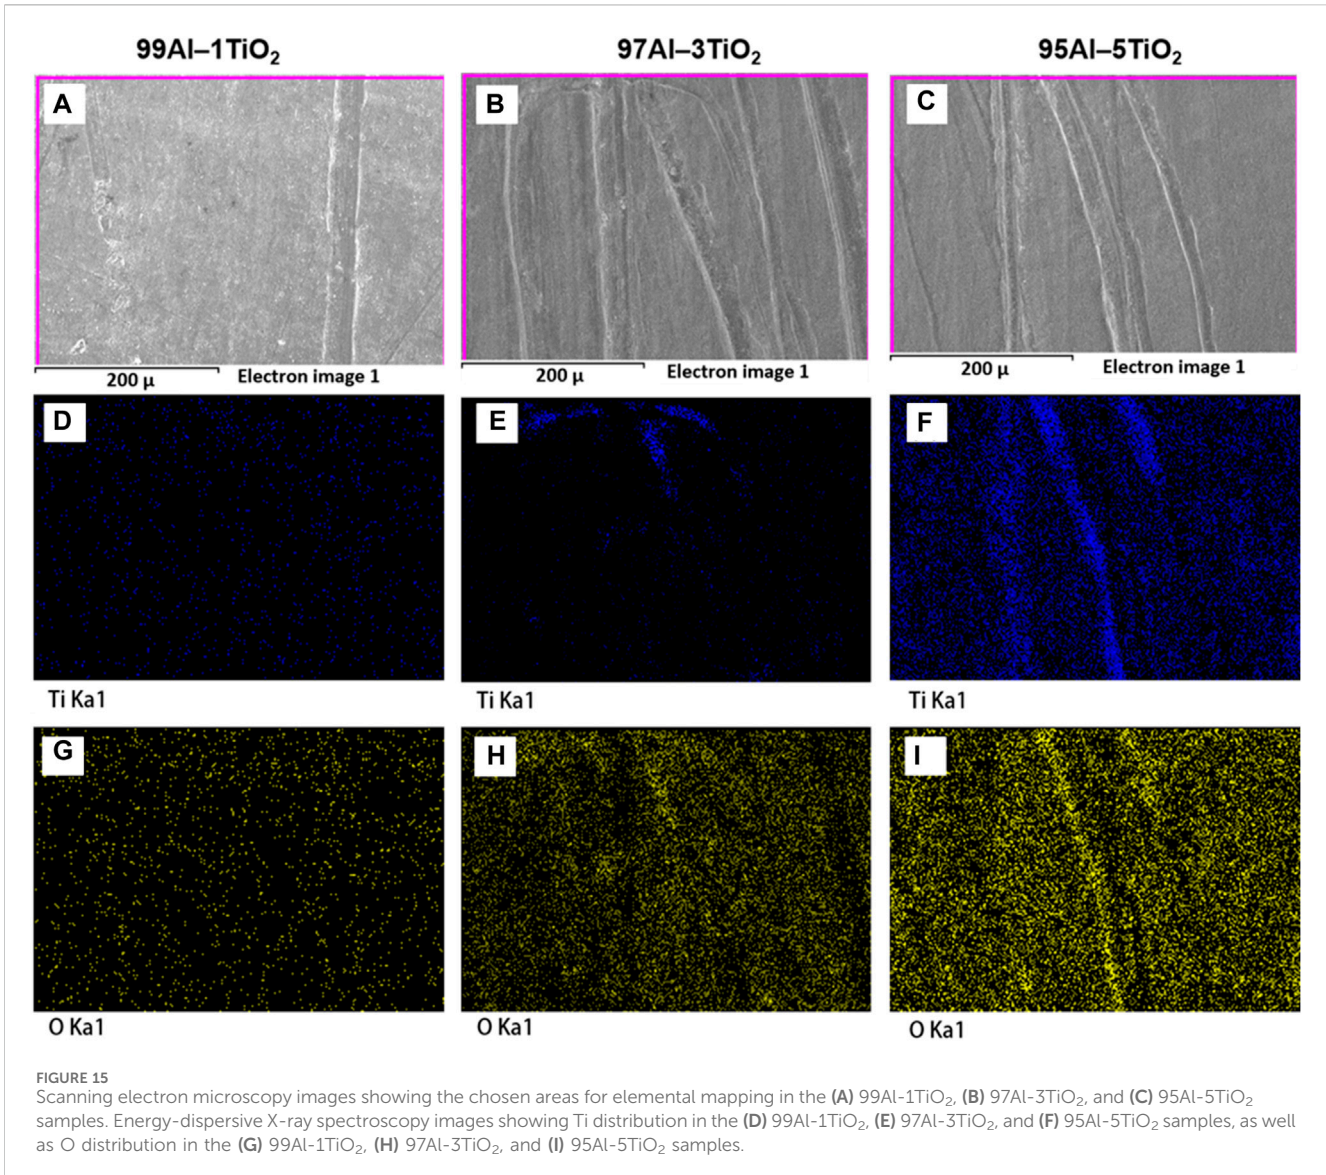 99Al–1TiO₂ 97Al–3TiO₂ 95Al–5TiO₂
A B C
200 μ Electron image 1 200 μ Electron image 1 200 μ Electron image 1
D E F
Ti Ka1 Ti Ka1 Ti Ka1
G H I
O Ka1 O Ka1 O Ka1
FIGURE 15
Scanning electron microscopy images showing the chosen areas for elemental mapping in the (A) 99Al-1TiO₂, (B) 97Al-3TiO₂, and (C) 95Al-5TiO₂
samples. Energy-dispersive X-ray spectroscopy images showing Ti distribution in the (D) 99Al-1TiO₂, (E) 97Al-3TiO₂, and (F) 95Al-5TiO₂ samples, as well
as O distribution in the (G) 99Al-1TiO₂, (H) 97Al-3TiO₂, and (I) 95Al-5TiO₂ samples.